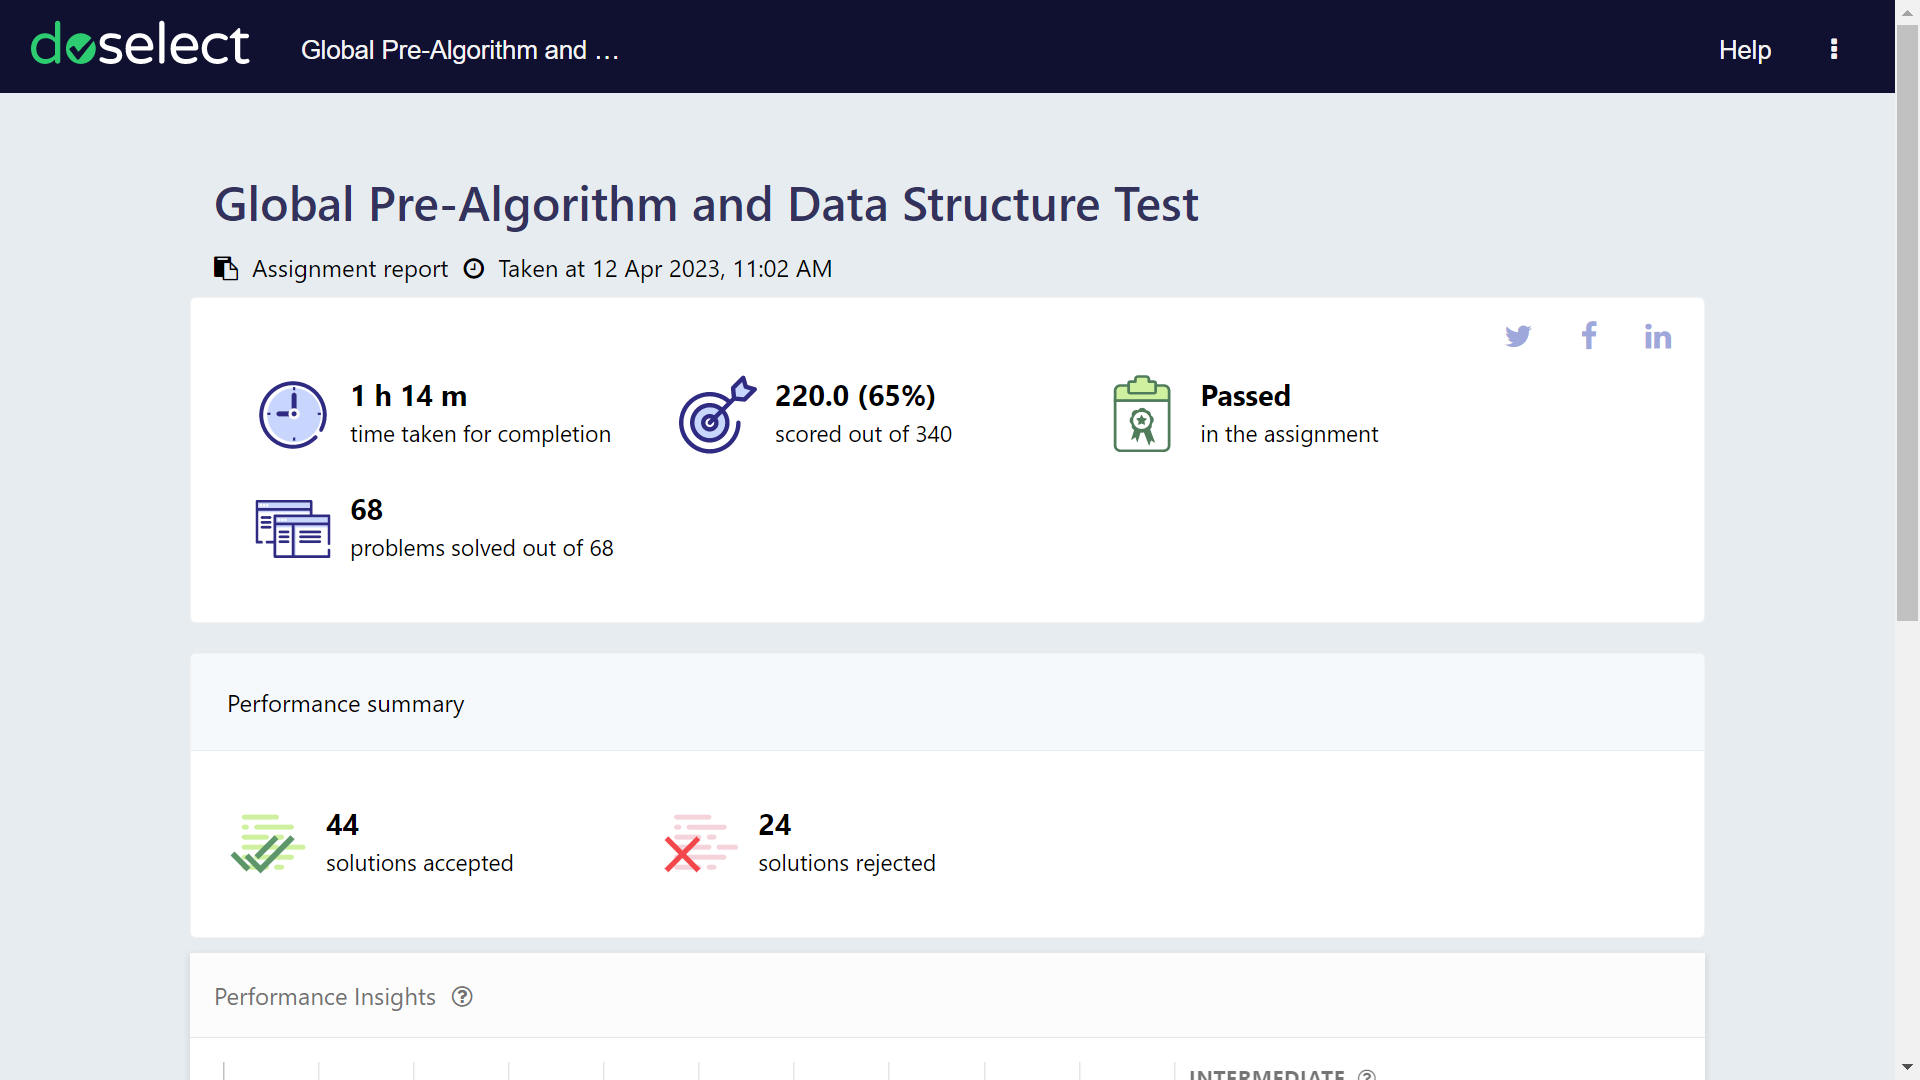 doselect
Global Pre-Algorithm and …
Help
Global Pre-Algorithm and Data Structure Test
Assignment report
Taken at 12 Apr 2023, 11:02 AM
1 h 14 m
time taken for completion
220.0 (65%)
scored out of 340
Passed
in the assignment
68
problems solved out of 68
Performance summary
44
solutions accepted
24
solutions rejected
Performance Insights
INTERMEDIATE